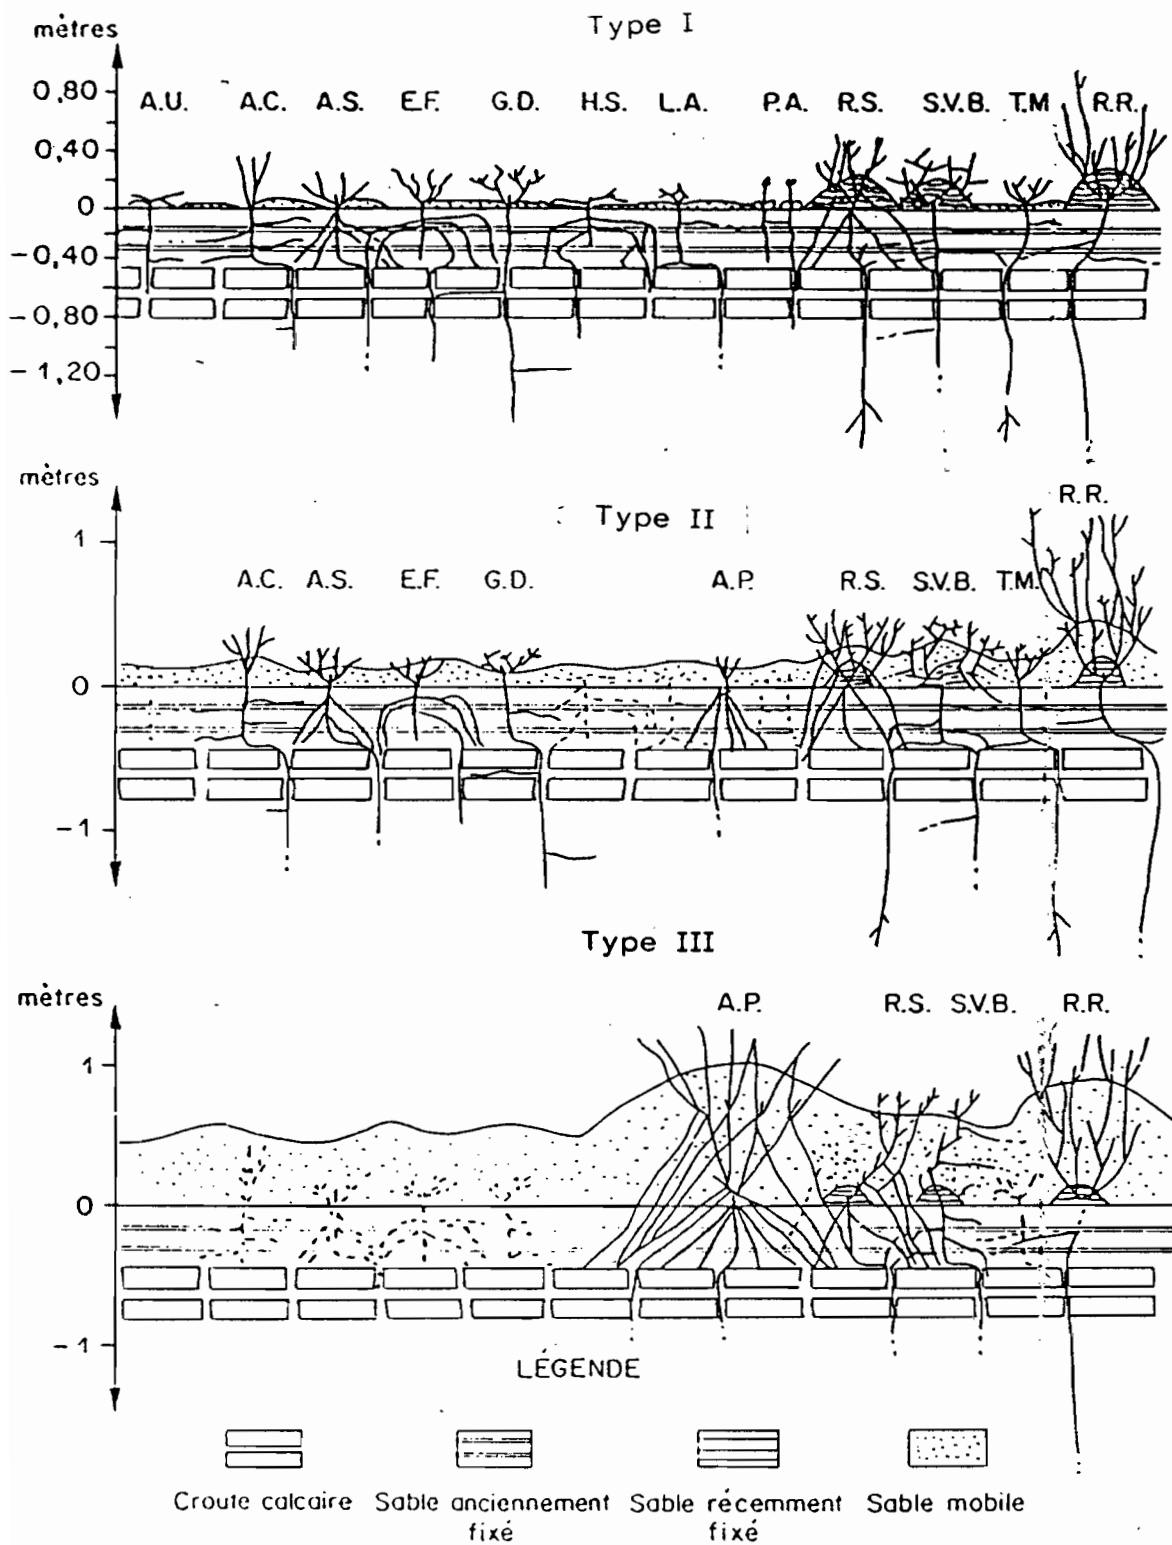 Type I
mètres
0,80
A.U. A.C. A.S. E.F. G.D. H.S. L.A. P.A. R.S. S.V.B. T.M R.R.
0,40
0
-0,40
-0,80
-1,20
mètres
R.R.
Type II
1
A.C. A.S. E.F. G.D. A.P. R.S. S.V.B. T.M.
0
-1
Type III
mètres
A.P. R.S. S.V.B. R.R.
1
0
-1
LÉGENDE
Croute calcaire Sable anciennement fixé Sable récemment fixé Sable mobile